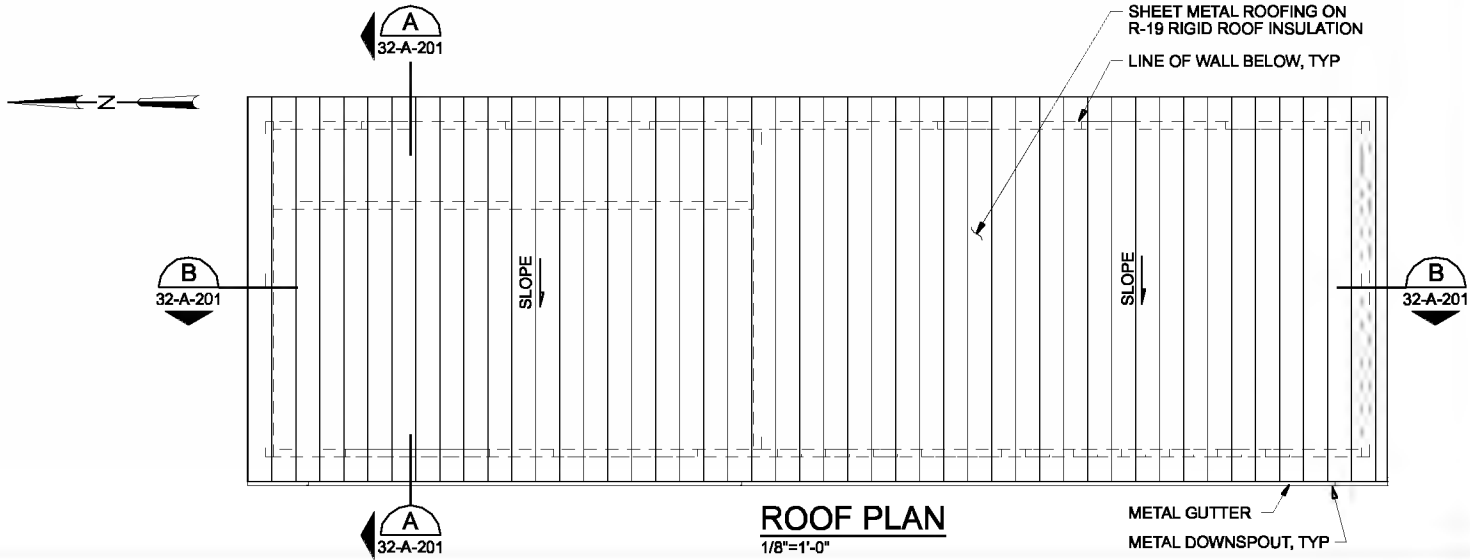 A
32-A-201
SHEET METAL ROOFING ON
R-19 RIGID ROOF INSULATION
LINE OF WALL BELOW, TYP
N
B
32-A-201
SLOPE
SLOPE
B
32-A-201
A
32-A-201
ROOF PLAN
1/8"=1'-0"
METAL GUTTER
METAL DOWNSPOUT, TYP